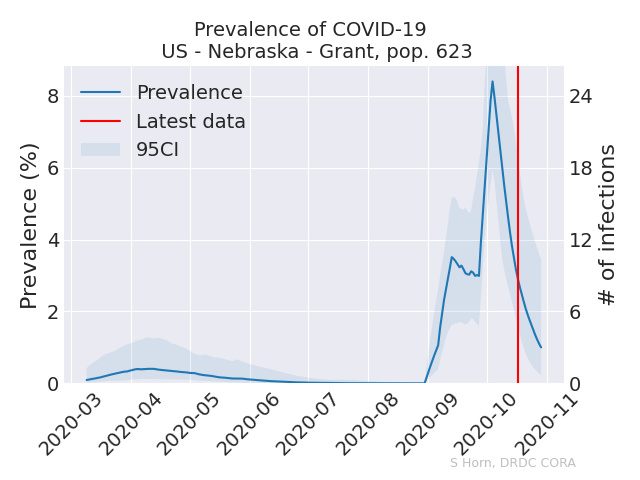 Prevalence of COVID-19
US - Nebraska - Grant, pop. 623
Prevalence
Latest data
95CI
Prevalence (%)
8
6
4
2
0
# of infections
24
18
12
6
0
2020-03
2020-04
2020-05
2020-06
2020-07
2020-08
2020-09
2020-10
2020-11
S Horn, DRDC CORA